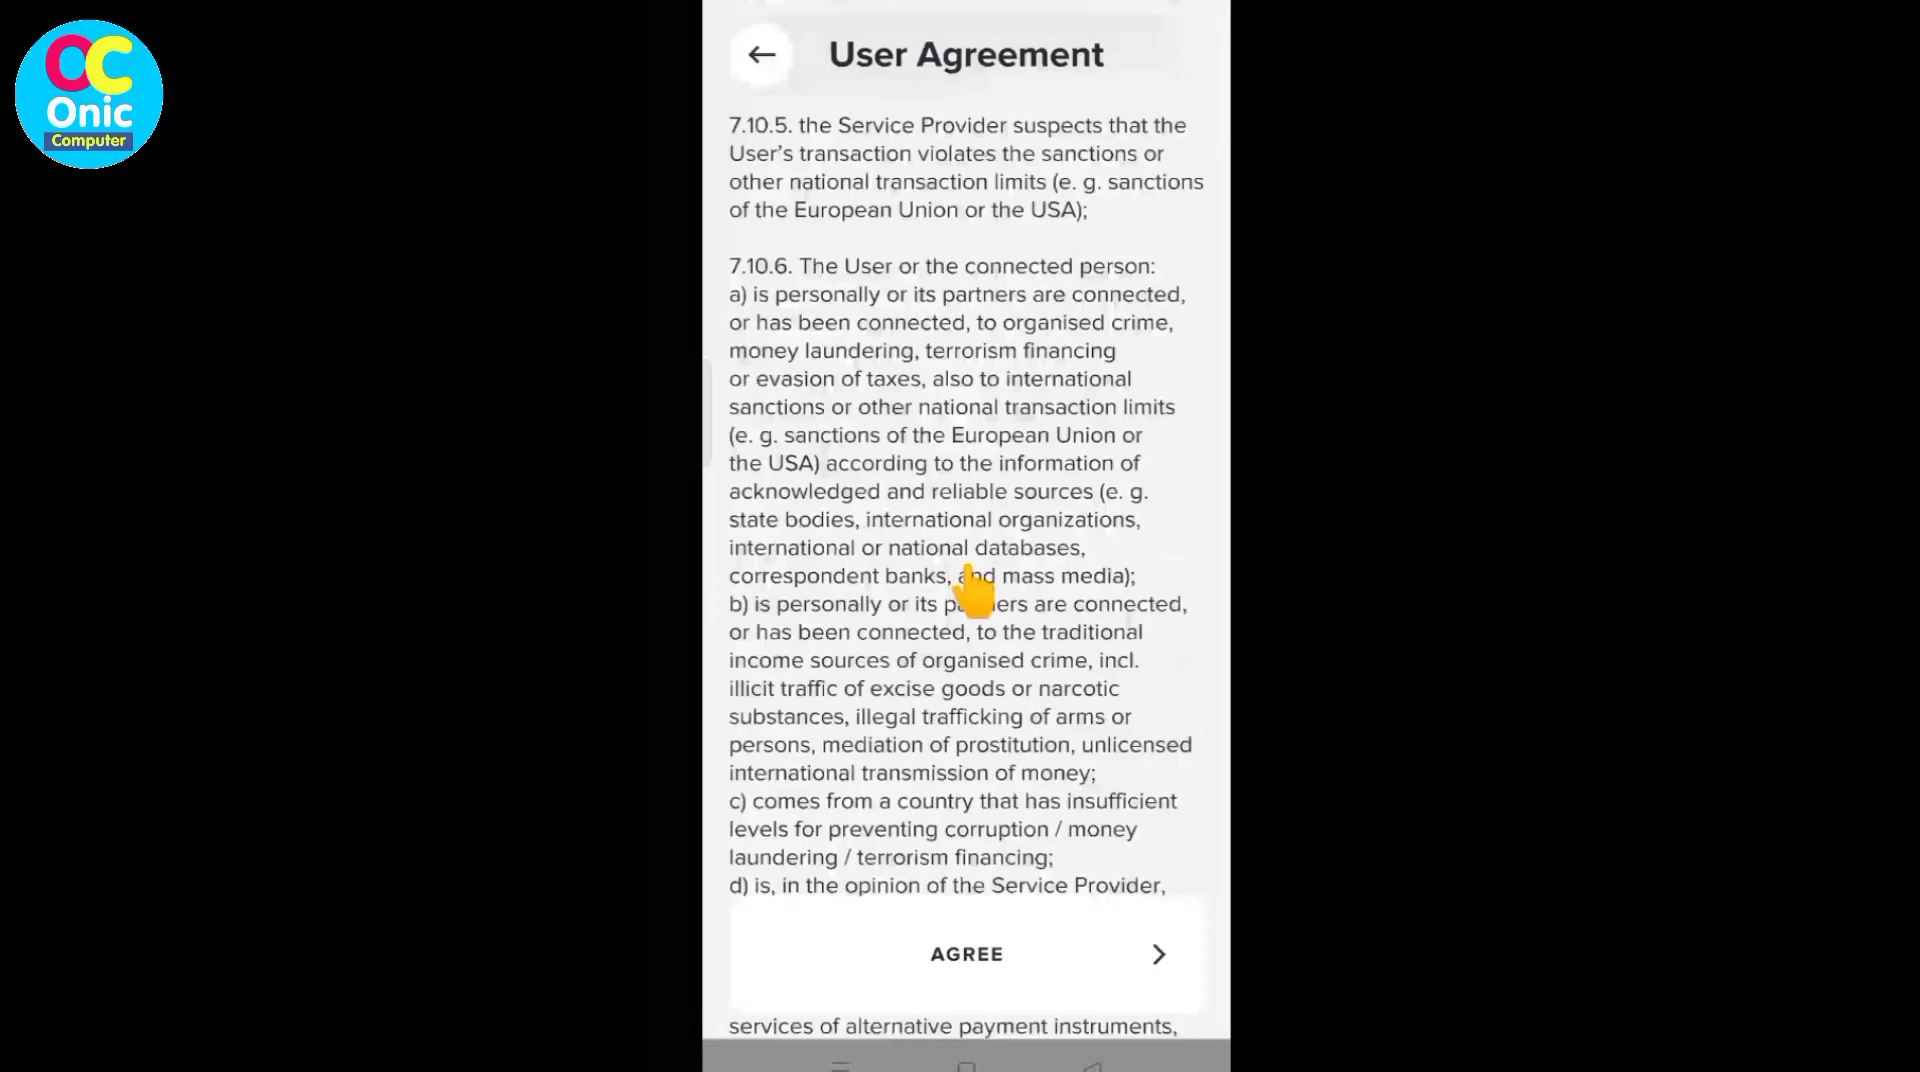 OC
Onic
Computer
User Agreement
7.10.5. the Service Provider suspects that the
User's transaction violates the sanctions or
other national transaction limits (e. g. sanctions
of the European Union or the USA);
7.10.6. The User or the connected person:
a) is personally or its partners are connected,
or has been connected, to organised crime,
money laundering, terrorism financing
or evasion of taxes, also to international
sanctions or other national transaction limits
(e. g. sanctions of the European Union or
the USA) according to the information of
acknowledged and reliable sources (e. g.
state bodies, international organizations,
international or national databases,
correspondent banks, and mass media);
b) is personally or its partners are connected,
or has been connected, to the traditional
income sources of organised crime, incl.
illicit traffic of excise goods or narcotic
substances, illegal trafficking of arms or
persons, mediation of prostitution, unlicensed
international transmission of money;
c) comes from a country that has insufficient
levels for preventing corruption / money
laundering / terrorism financing;
d) is, in the opinion of the Service Provider,
AGREE
services of alternative payment instruments,